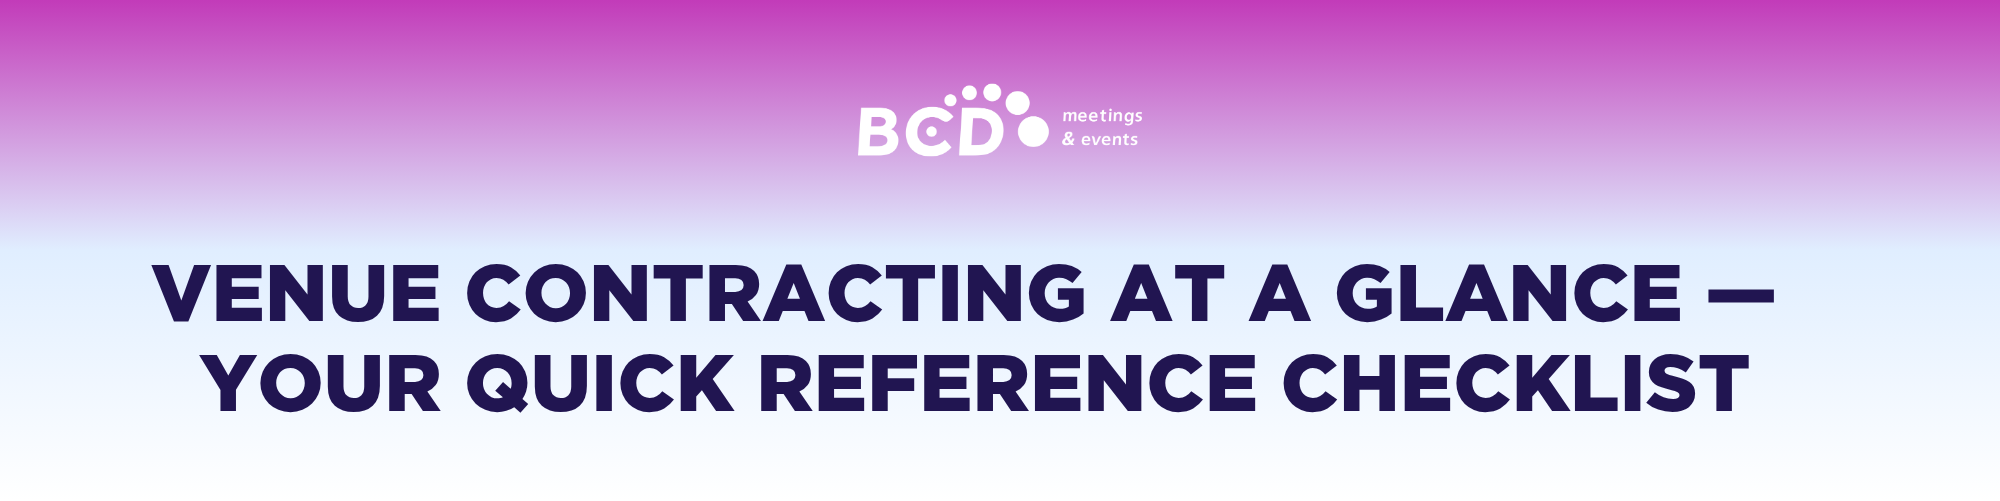 BCD meetings
& events
VENUE CONTRACTING AT A GLANCE —
YOUR QUICK REFERENCE CHECKLIST